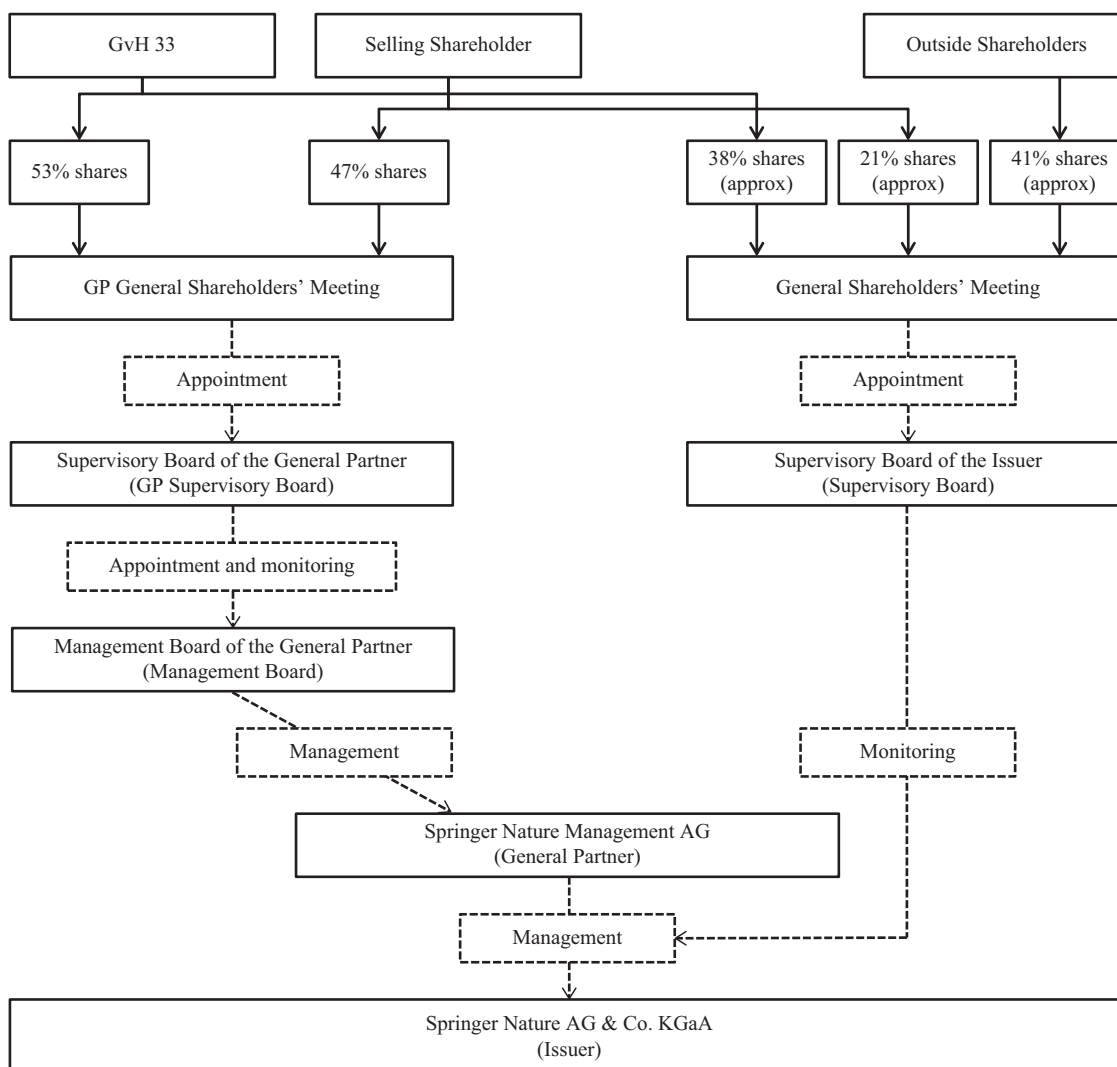 GvH 33
Selling Shareholder
Outside Shareholders
53% shares
47% shares
38% shares
(approx)
21% shares
(approx)
41% shares
(approx)
GP General Shareholders’ Meeting
General Shareholders’ Meeting
Appointment
Appointment
Supervisory Board of the General Partner
(GP Supervisory Board)
Supervisory Board of the Issuer
(Supervisory Board)
Appointment and monitoring
Management Board of the General Partner
(Management Board)
Management
Monitoring
Springer Nature Management AG
(General Partner)
Management
Springer Nature AG & Co. KGaA
(Issuer)